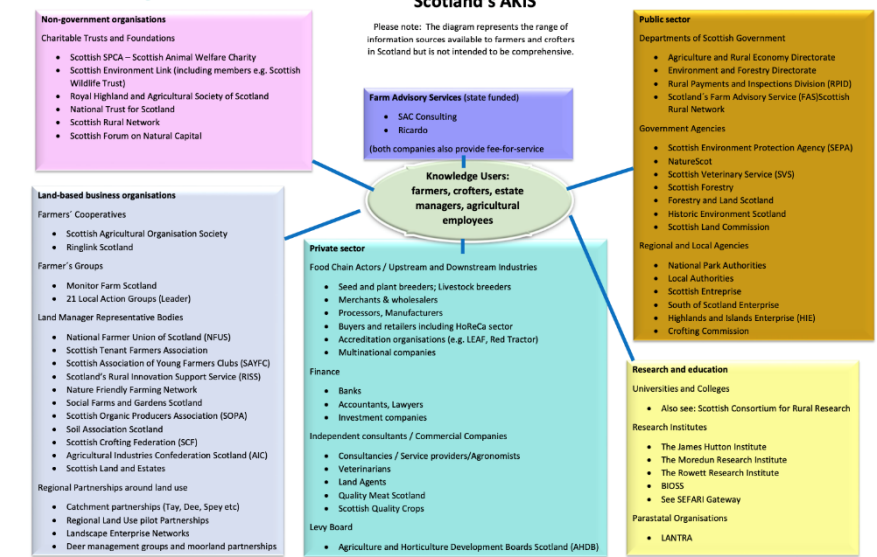 Scotland's AKIS
Please note: The diagram represents the range of
information sources available to farmers and crofters
in Scotland but is not intended to be comprehensive.
Non-government organisations
Charitable Trusts and Foundations
• Scottish SPCA – Scottish Animal Welfare Charity
• Scottish Environment Link (including members e.g. Scottish
Wildlife Trust)
• Royal Highland and Agricultural Society of Scotland
• National Trust for Scotland
• Scottish Rural Network
• Scottish Forum on Natural Capital
Farm Advisory Services (state funded)
• SAC Consulting
• Ricardo
(both companies also provide fee-for-service
Public sector
Departments of Scottish Government
• Agriculture and Rural Economy Directorate
• Environment and Forestry Directorate
• Rural Payments and Inspections Division (RPID)
• Scotland´s Farm Advisory Service (FAS)Scottish
Rural Network
Government Agencies
• Scottish Environment Protection Agency (SEPA)
• NatureScot
• Scottish Veterinary Service (SVS)
• Scottish Forestry
• Forestry and Land Scotland
• Historic Environment Scotland
• Scottish Land Commission
Regional and Local Agencies
• National Park Authorities
• Local Authorities
• Scottish Entreprise
• South of Scotland Enterprise
• Highlands and Islands Enterprise (HIE)
• Crofting Commission
Knowledge Users:
farmers, crofters, estate
managers, agricultural
employees
Land-based business organisations
Farmers´ Cooperatives
• Scottish Agricultural Organisation Society
• Ringlink Scotland
Farmer´s Groups
• Monitor Farm Scotland
• 21 Local Action Groups (Leader)
Land Manager Representative Bodies
• National Farmer Union of Scotland (NFUS)
• Scottish Tenant Farmers Association
• Scottish Association of Young Farmers Clubs (SAYFC)
• Scotland's Rural Innovation Support Service (RISS)
• Nature Friendly Farming Network
• Social Farms and Gardens Scotland
• Scottish Organic Producers Association (SOPA)
• Soil Association Scotland
• Scottish Crofting Federation (SCF)
• Agricultural Industries Confederation Scotland (AIC)
• Scottish Land and Estates
Regional Partnerships around land use
• Catchment partnerships (Tay, Dee, Spey etc)
• Regional Land Use pilot Partnerships
• Landscape Enterprise Networks
• Deer management groups and moorland partnerships
Private sector
Food Chain Actors / Upstream and Downstream Industries
• Seed and plant breeders; Livestock breeders
• Merchants & wholesalers
• Processors, Manufacturers
• Buyers and retailers including HoReCa sector
• Accreditation organisations (e.g. LEAF, Red Tractor)
• Multinational companies
Finance
• Banks
• Accountants, Lawyers
• Investment companies
Independent consultants / Commercial Companies
• Consultancies / Service providers/Agronomists
• Veterinarians
• Land Agents
• Quality Meat Scotland
• Scottish Quality Crops
Levy Board
• Agriculture and Horticulture Development Boards Scotland (AHDB)
Research and education
Universities and Colleges
• Also see: Scottish Consortium for Rural Research
Research Institutes
• The James Hutton Institute
• The Moredun Research Institute
• The Rowett Research Institute
• BIOSS
• See SEFARI Gateway
Parastatal Organisations
• LANTRA